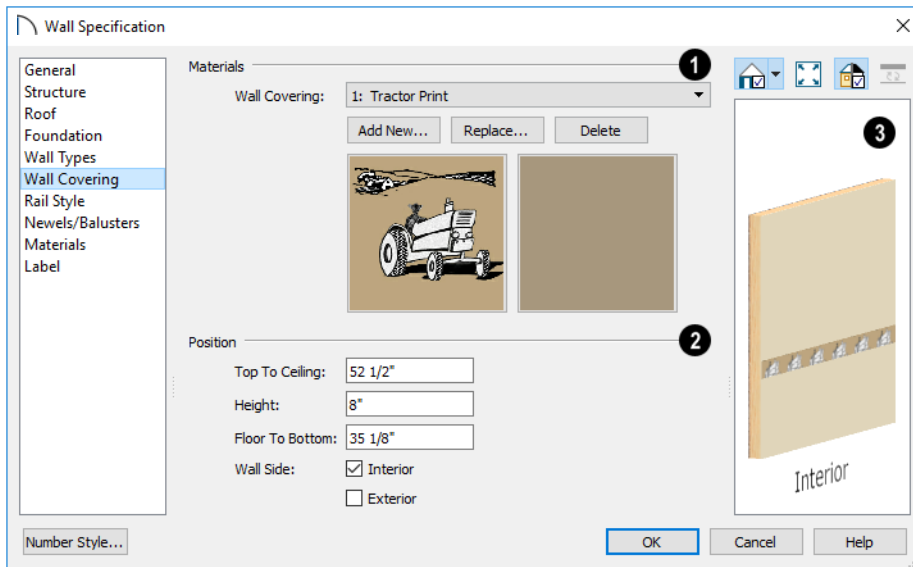 Wall Specification
General
Structure
Roof
Foundation
Wall Types
Wall Covering
Rail Style
Newels/Balusters
Materials
Label
Materials
1
Wall Covering:
1: Tractor Print
Add New...
Replace...
Delete
Position
2
Top To Ceiling:
52 1/2"
Height:
8"
Floor To Bottom:
35 1/8"
Wall Side:
Interior
Exterior
3
Interior
Number Style...
OK
Cancel
Help